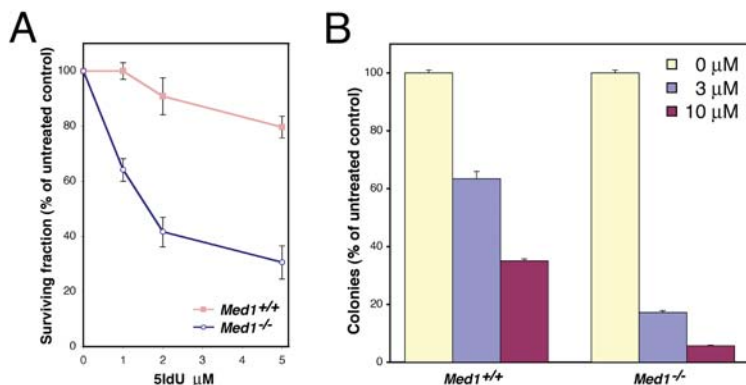 A
Surviving fraction (% of untreated control)
100
80
60
40
20
0
Med1+/+
Med1-/-
0 1 2 3 4 5
5IdU μM
B
Colonies (% of untreated control)
100
80
60
40
20
0
0 μM
3 μM
10 μM
Med1+/+ Med1-/-